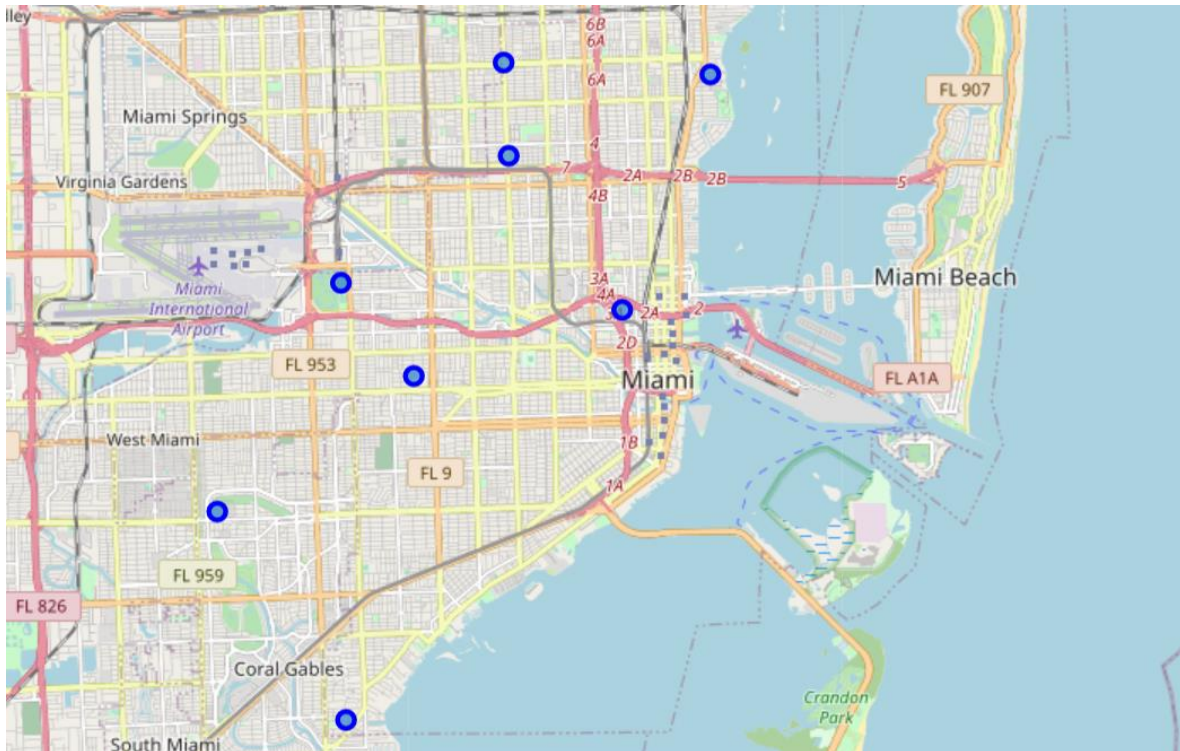 lley
6B
6A
6A
FL 907
Miami Springs
4
7
2A
2B
2B
5
Virginia Gardens
4B
Miami
International
Airport
3A
4A
2A
2
Miami Beach
2D
FL 953
Miami
FL A1A
West Miami
1B
FL 9
1A
FL 959
FL 826
Coral Gables
Crandon
Park
South Miami